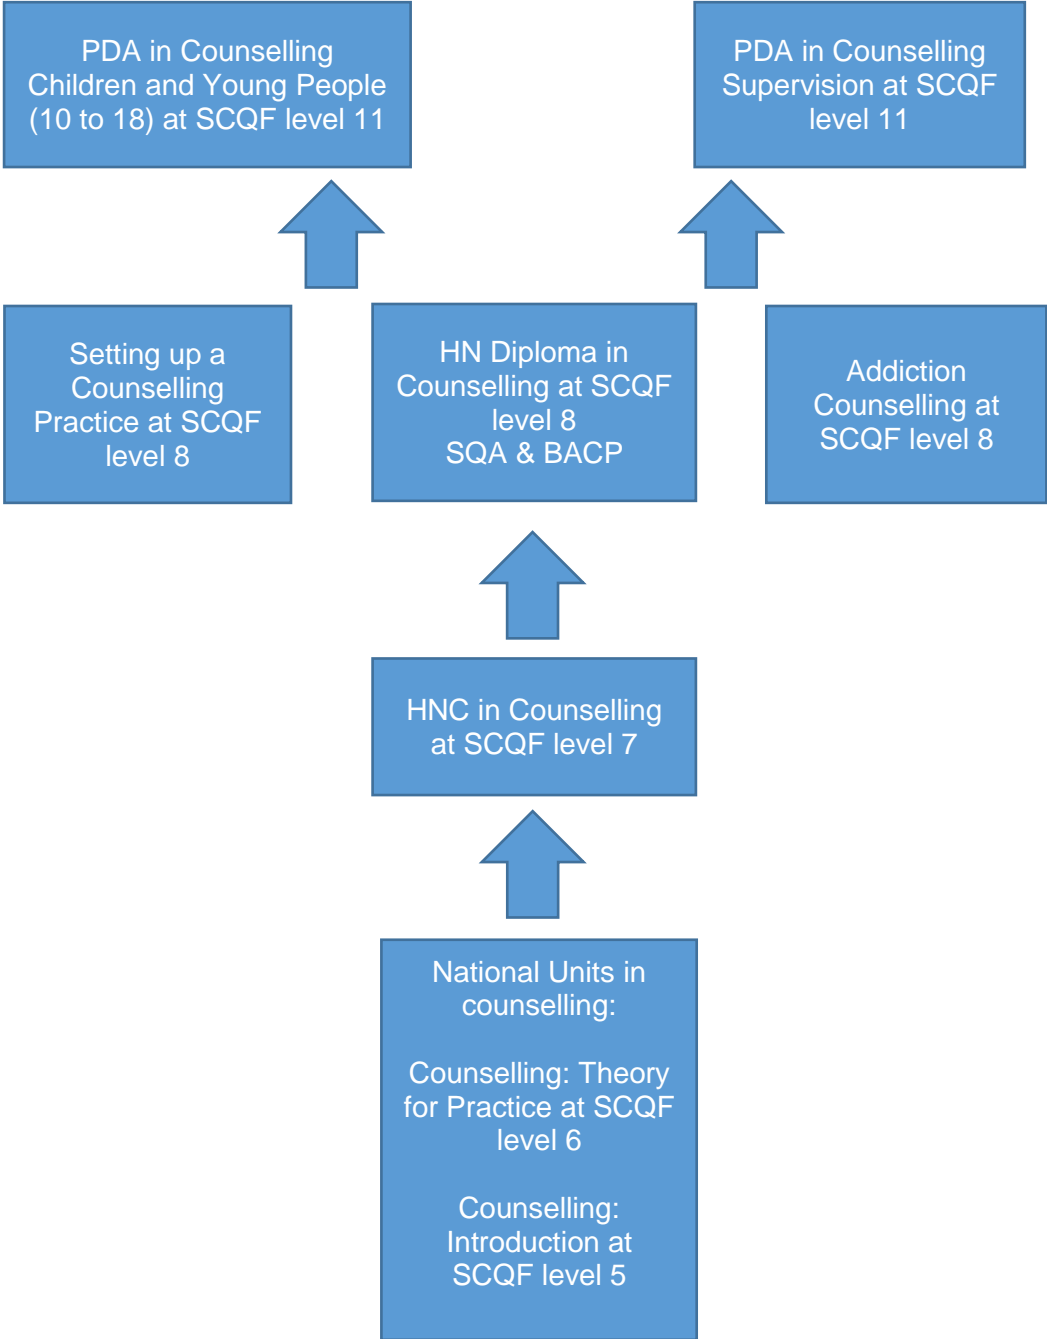 PDA in Counselling
Children and Young People
(10 to 18) at SCQF level 11
PDA in Counselling
Supervision at SCQF
level 11
Setting up a
Counselling
Practice at SCQF
level 8
HN Diploma in
Counselling at SCQF
level 8
SQA & BACP
Addiction
Counselling at
SCQF level 8
HNC in Counselling
at SCQF level 7
National Units in
counselling:
Counselling: Theory
for Practice at SCQF
level 6
Counselling:
Introduction at
SCQF level 5